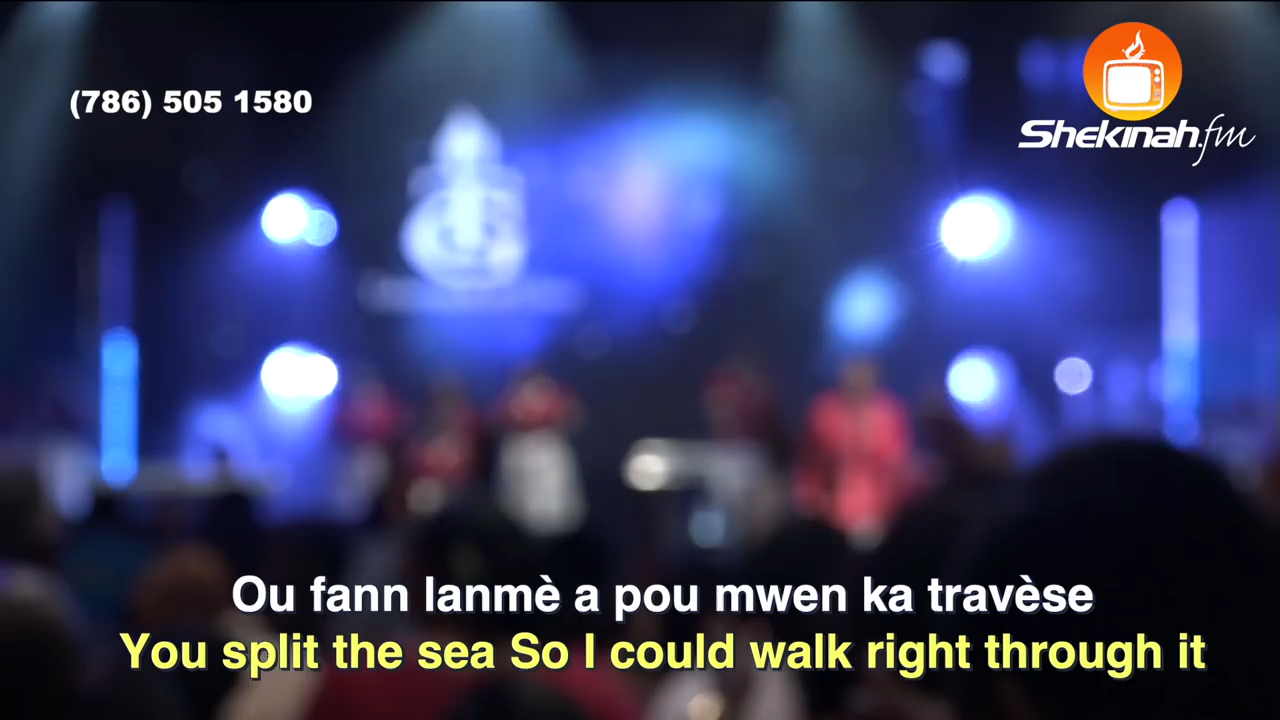 (786) 505 1580
Shekinah.fm
Ou fann lanmè a pou mwen ka travèse
You split the sea So I could walk right through it